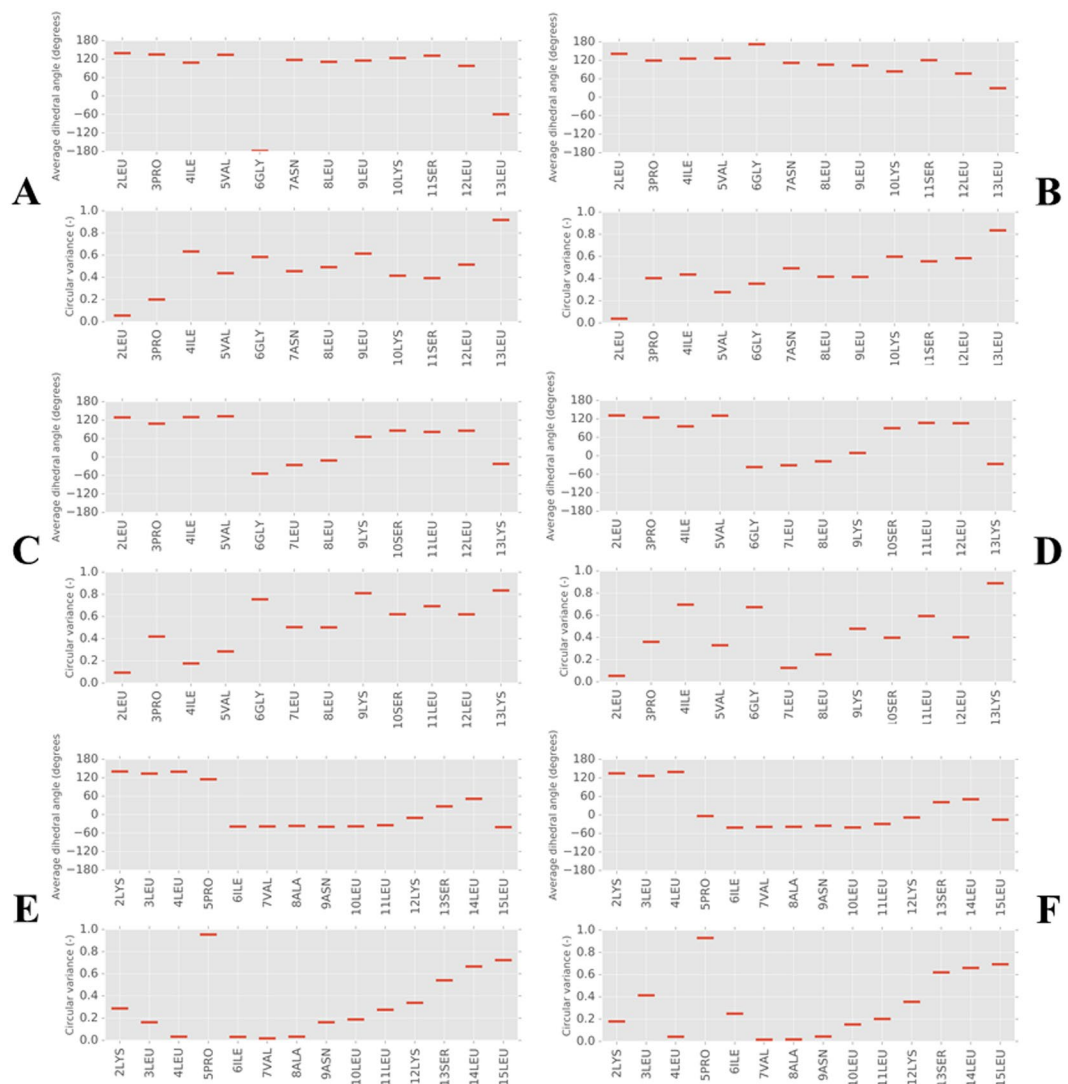 Average dihedral angle (degrees)
180
120
60
0
−60
−120
−180
2LEU 3PRO 4ILE 5VAL 6GLY 7ASN 8LEU 9LEU 10LYS 11SER 12LEU 13LEU
A
Circular variance (-)
1.0
0.8
0.6
0.4
0.2
0.0
2LEU 3PRO 4ILE 5VAL 6GLY 7ASN 8LEU 9LEU 10LYS 11SER 12LEU 13LEU
Average dihedral angle (degrees)
180
120
60
0
−60
−120
−180
2LEU 3PRO 4ILE 5VAL 6GLY 7ASN 8LEU 9LEU 10LYS 11SER 12LEU 13LEU
B
Circular variance (-)
1.0
0.8
0.6
0.4
0.2
0.0
2LEU 3PRO 4ILE 5VAL 6GLY 7ASN 8LEU 9LEU 10LYS 11SER 12LEU 13LEU
Average dihedral angle (degrees)
180
120
60
0
−60
−120
−180
2LEU 3PRO 4ILE 5VAL 6GLY 7LEU 8LEU 9LYS 10SER 11LEU 12LEU 13LYS
C
Circular variance (-)
1.0
0.8
0.6
0.4
0.2
0.0
2LEU 3PRO 4ILE 5VAL 6GLY 7LEU 8LEU 9LYS 10SER 11LEU 12LEU 13LYS
Average dihedral angle (degrees)
180
120
60
0
−60
−120
−180
2LEU 3PRO 4ILE 5VAL 6GLY 7LEU 8LEU 9LYS 10SER 11LEU 12LEU 13LYS
D
Circular variance (-)
1.0
0.8
0.6
0.4
0.2
0.0
2LEU 3PRO 4ILE 5VAL 6GLY 7LEU 8LEU 9LYS 10SER 11LEU 12LEU 13LYS
Average dihedral angle (degrees
180
120
60
0
−60
−120
−180
2LYS 3LEU 4LEU 5PRO 6ILE 7VAL 8ALA 9ASN 10LEU 11LEU 12LYS 13SER 14LEU 15LEU
E
Circular variance (-)
1.0
0.8
0.6
0.4
0.2
0.0
2LYS 3LEU 4LEU 5PRO 6ILE 7VAL 8ALA 9ASN 10LEU 11LEU 12LYS 13SER 14LEU 15LEU
Average dihedral angle (degrees)
180
120
60
0
−60
−120
−180
2LYS 3LEU 4LEU 5PRO 6ILE 7VAL 8ALA 9ASN 10LEU 11LEU 12LYS 13SER 14LEU 15LEU
F
Circular variance (-)
1.0
0.8
0.6
0.4
0.2
0.0
2LYS 3LEU 4LEU 5PRO 6ILE 7VAL 8ALA 9ASN 10LEU 11LEU 12LYS 13SER 14LEU 15LEU